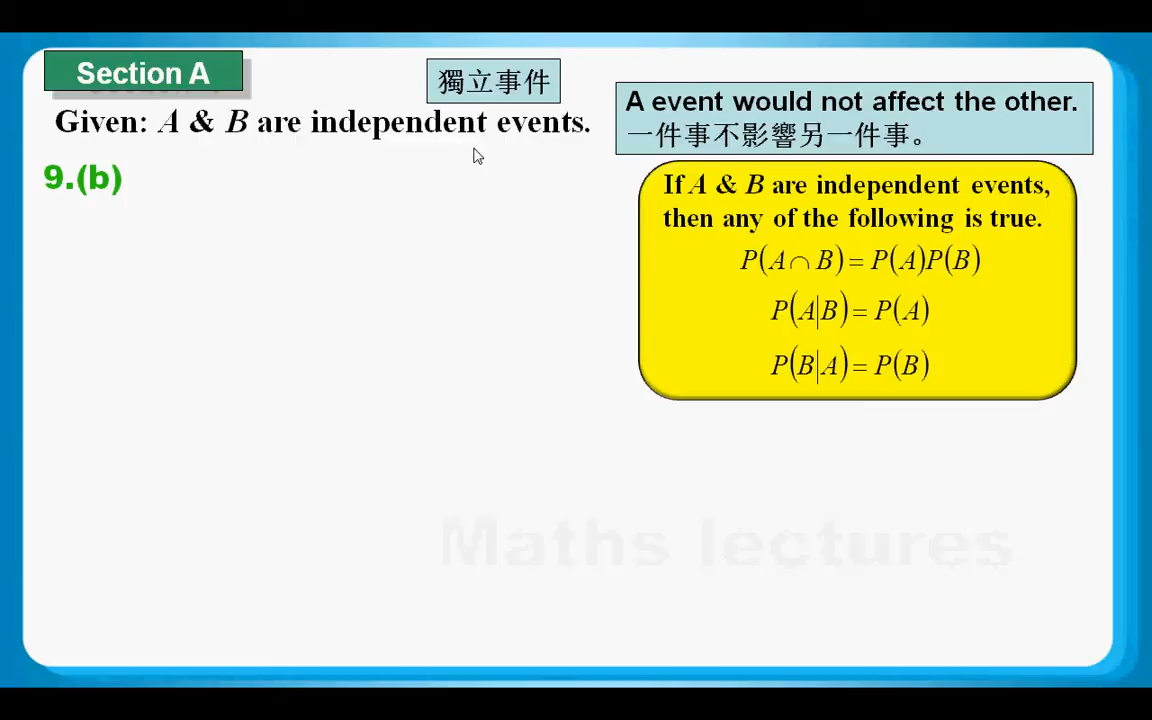 Section A
獨立事件
Given: A & B are independent events.
A event would not affect the other.
一件事不影響另一件事。
9.(b)
If A & B are independent events,
then any of the following is true.
P(A∩B)=P(A)P(B)
P(A|B)=P(A)
P(B|A)=P(B)
Maths lectures